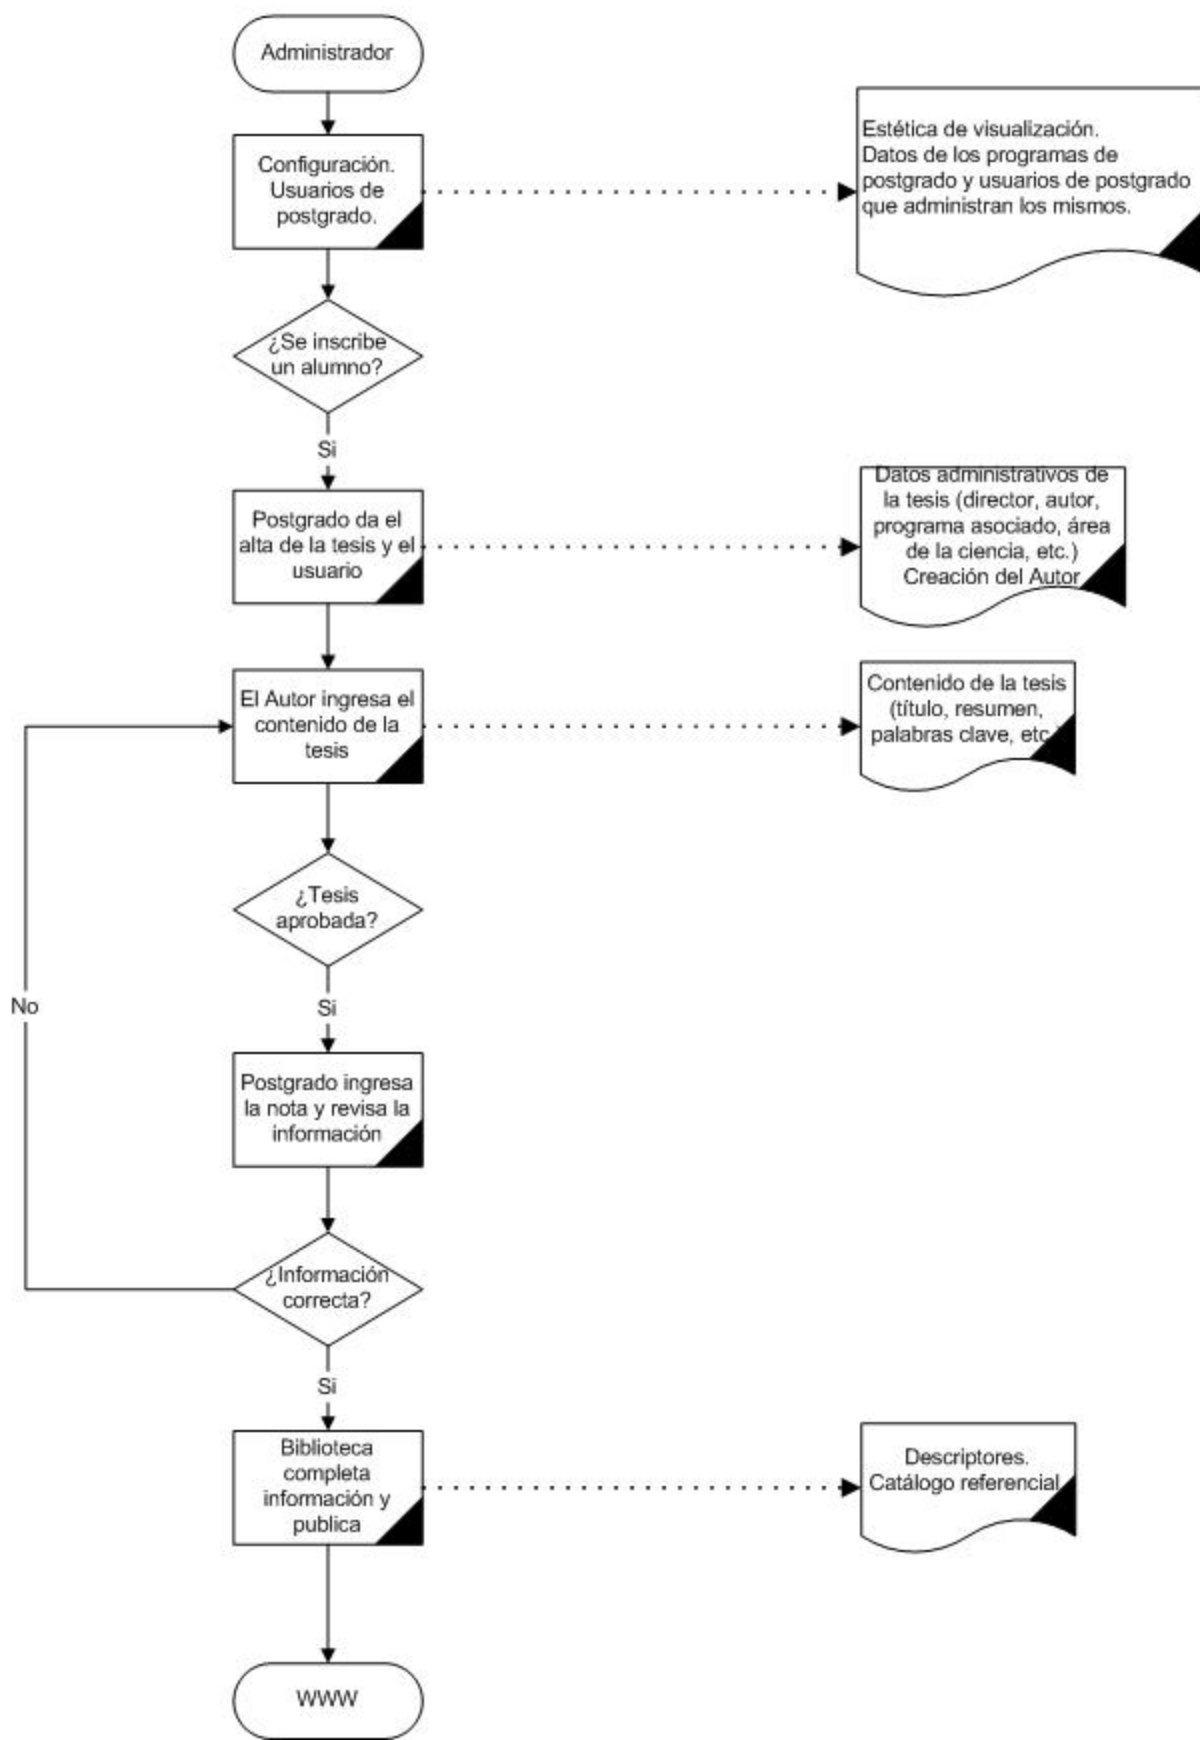 Administrador
Configuración.
Usuarios de
postgrado.
Estética de visualización.
Datos de los programas de
postgrado y usuarios de postgrado
que administran los mismos.
¿Se inscribe
un alumno?
Si
Postgrado da el
alta de la tesis y el
usuario
Datos administrativos de
la tesis (director, autor,
programa asociado, área
de la ciencia, etc.)
Creación del Autor
El Autor ingresa el
contenido de la
tesis
Contenido de la tesis
(título, resumen,
palabras clave, etc.)
¿Tesis
aprobada?
No
Si
Postgrado ingresa
la nota y revisa la
información
¿Información
correcta?
Si
Biblioteca
completa
información y
publica
Descriptores.
Catálogo referencial
WWW